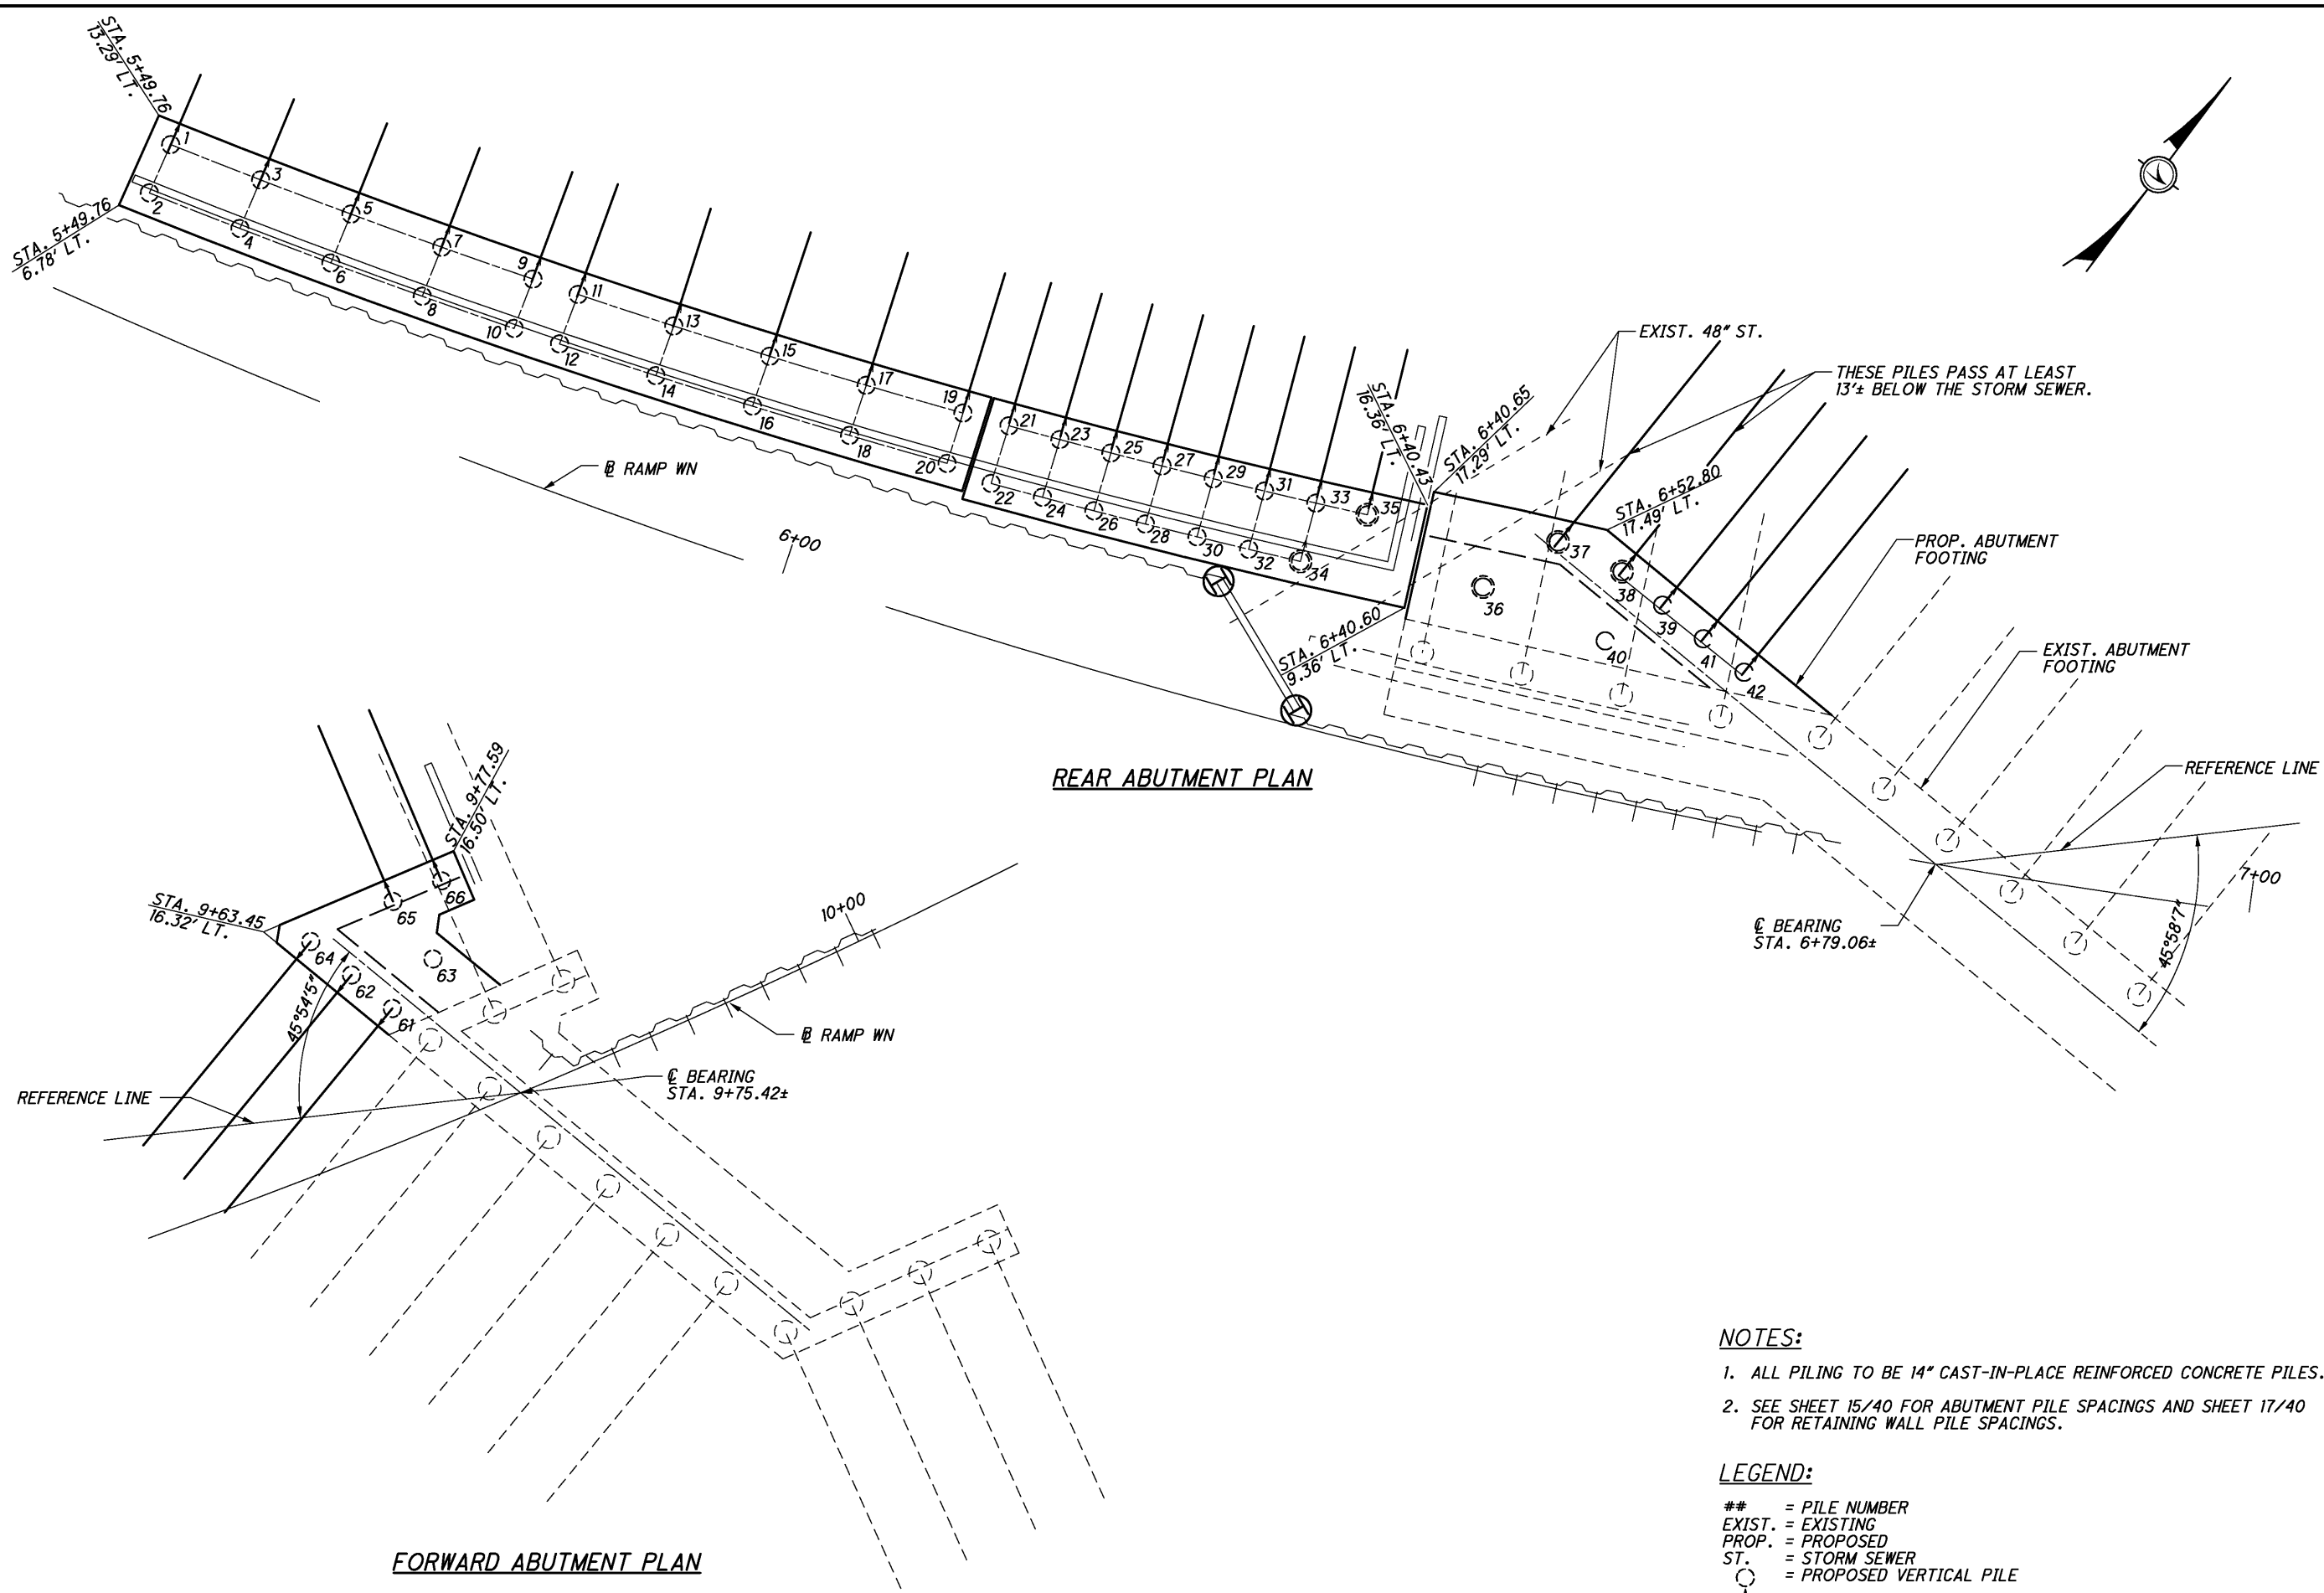 STA. 5+49.76
13.29' LT.
STA. 5+49.76
6.78' LT.
1
2
3
4
5
6
7
8
9
10
11
12
13
14
15
16
17
18
19
20
21
22
23
24
25
26
27
28
29
30
31
32
33
34
35
36
37
38
39
40
41
42
℄ RAMP WN
6+00
STA. 6+40.43
16.36' LT.
STA. 6+40.65
17.29' LT.
EXIST. 48" ST.
THESE PILES PASS AT LEAST
13'± BELOW THE STORM SEWER.
STA. 6+52.80
17.49' LT.
PROP. ABUTMENT
FOOTING
EXIST. ABUTMENT
FOOTING
STA. 6+40.60
9.36' LT.
REFERENCE LINE
7+00
45°58'7"
℄ BEARING
STA. 6+79.06±
REAR ABUTMENT PLAN
STA. 9+77.59
16.50' LT.
STA. 9+63.45
16.32' LT.
66
65
64
63
62
61
45°54'5"
10+00
℄ RAMP WN
℄ BEARING
STA. 9+75.42±
REFERENCE LINE
FORWARD ABUTMENT PLAN
NOTES:
1. ALL PILING TO BE 14" CAST-IN-PLACE REINFORCED CONCRETE PILES.
2. SEE SHEET 15/40 FOR ABUTMENT PILE SPACINGS AND SHEET 17/40
FOR RETAINING WALL PILE SPACINGS.
LEGEND:
## = PILE NUMBER
EXIST. = EXISTING
PROP. = PROPOSED
ST. = STORM SEWER
= PROPOSED VERTICAL PILE